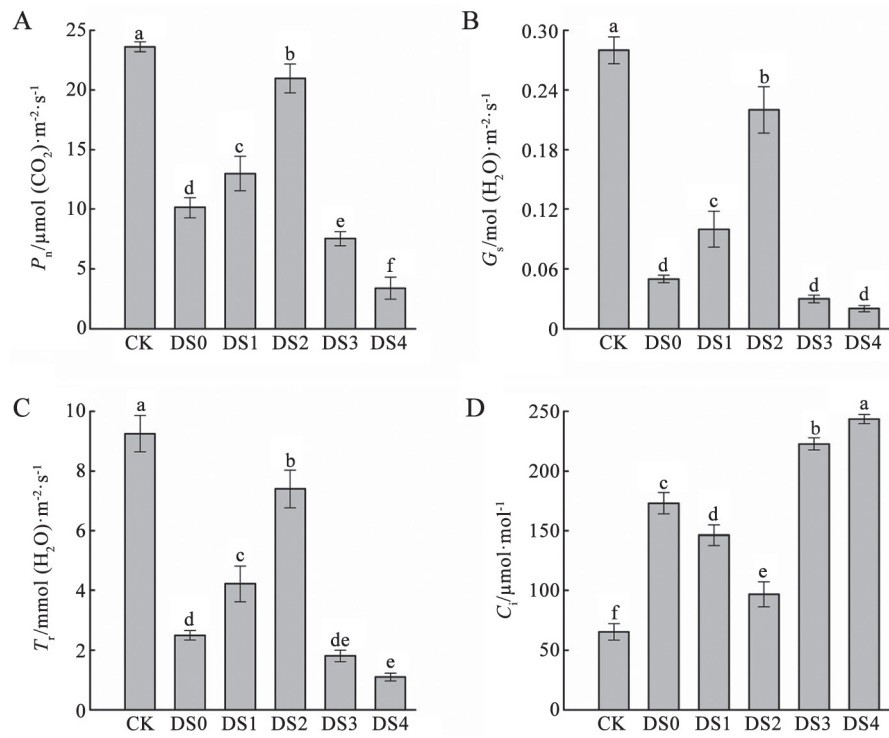 A
P_n/μmol (CO₂)·m⁻²·s⁻¹
25
20
15
10
5
0
a
d
c
b
e
f
CK DS0 DS1 DS2 DS3 DS4
B
G_s/mol (H₂O)·m⁻²·s⁻¹
0.30
0.24
0.18
0.12
0.06
0
a
d
c
b
d
d
CK DS0 DS1 DS2 DS3 DS4
C
T_r/mmol (H₂O)·m⁻²·s⁻¹
10
8
6
4
2
0
a
d
c
b
de
e
CK DS0 DS1 DS2 DS3 DS4
D
C_i/μmol·mol⁻¹
250
200
150
100
50
0
f
c
d
e
b
a
CK DS0 DS1 DS2 DS3 DS4